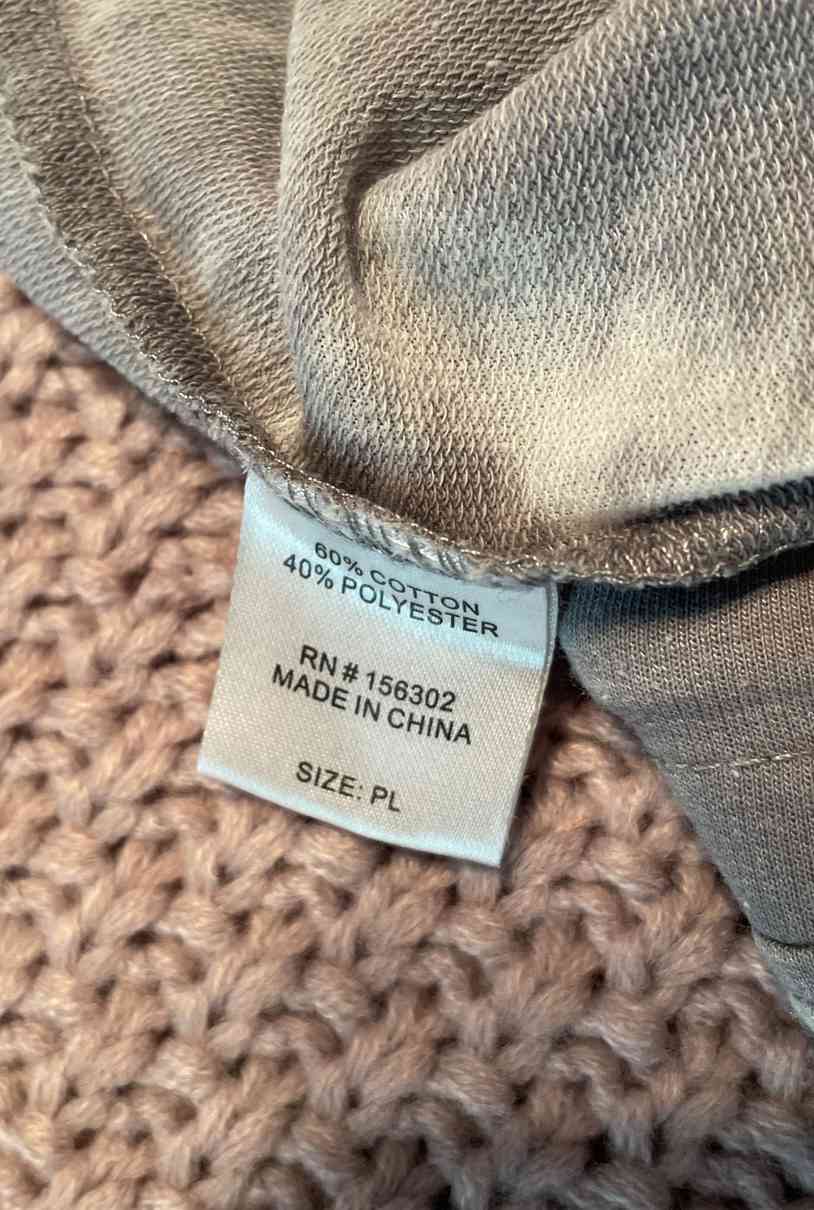 60% COTTON
40% POLYESTER
RN # 156302
MADE IN CHINA
SIZE: PL